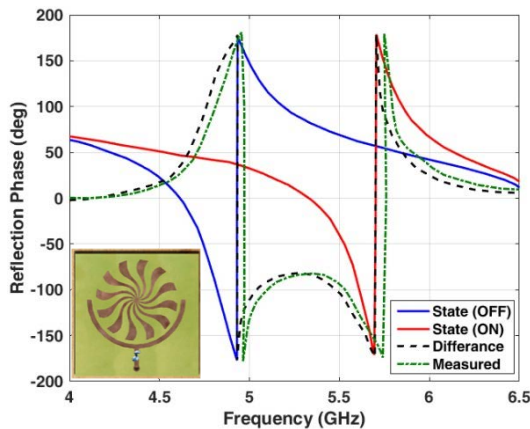 200
150
100
50
0
-50
-100
-150
-200
Reflection Phase (deg)
State (OFF)
State (ON)
Differance
Measured
4 4.5 5 5.5 6 6.5
Frequency (GHz)